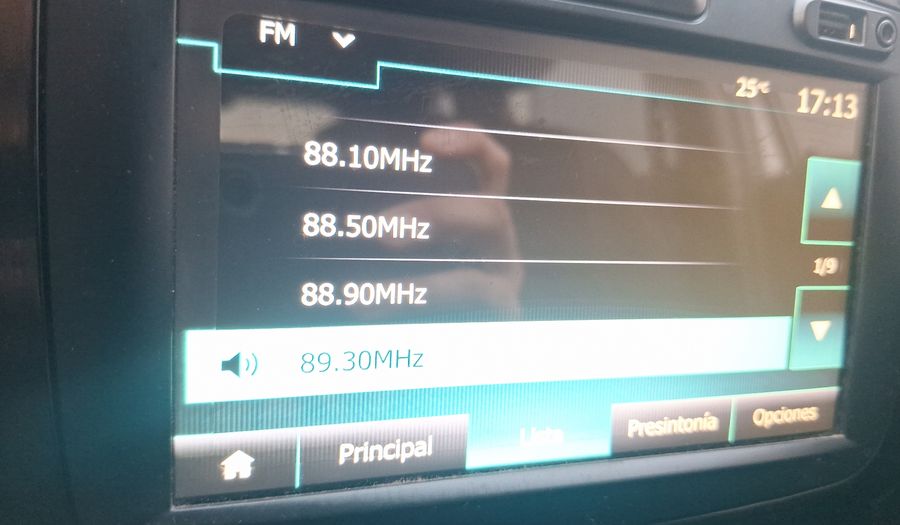 FM
25°C
17:13
88.10MHz
88.50MHz
88.90MHz
1/9
89.30MHz
Principal
Lista
Presintonía
Opciones